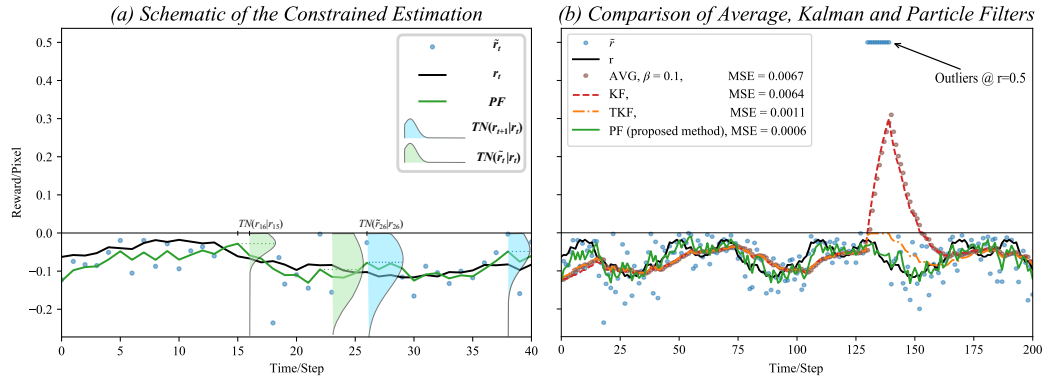 (a) Schematic of the Constrained Estimation
0.5
0.4
0.3
0.2
0.1
0.0
−0.1
−0.2
Reward/Pixel
r̃ₜ
rₜ
PF
TN(rₜ₊₁|rₜ)
TN(r̃ₜ|rₜ)
TN(r₁₆|r₁₅)
TN(r̃₂₆|r₂₆)
0 5 10 15 20 25 30 35 40
Time/Step
(b) Comparison of Average, Kalman and Particle Filters
r̃
r
AVG, β = 0.1, MSE = 0.0067
KF, MSE = 0.0064
TKF, MSE = 0.0011
PF (proposed method), MSE = 0.0006
Outliers @ r=0.5
0 25 50 75 100 125 150 175 200
Time/Step